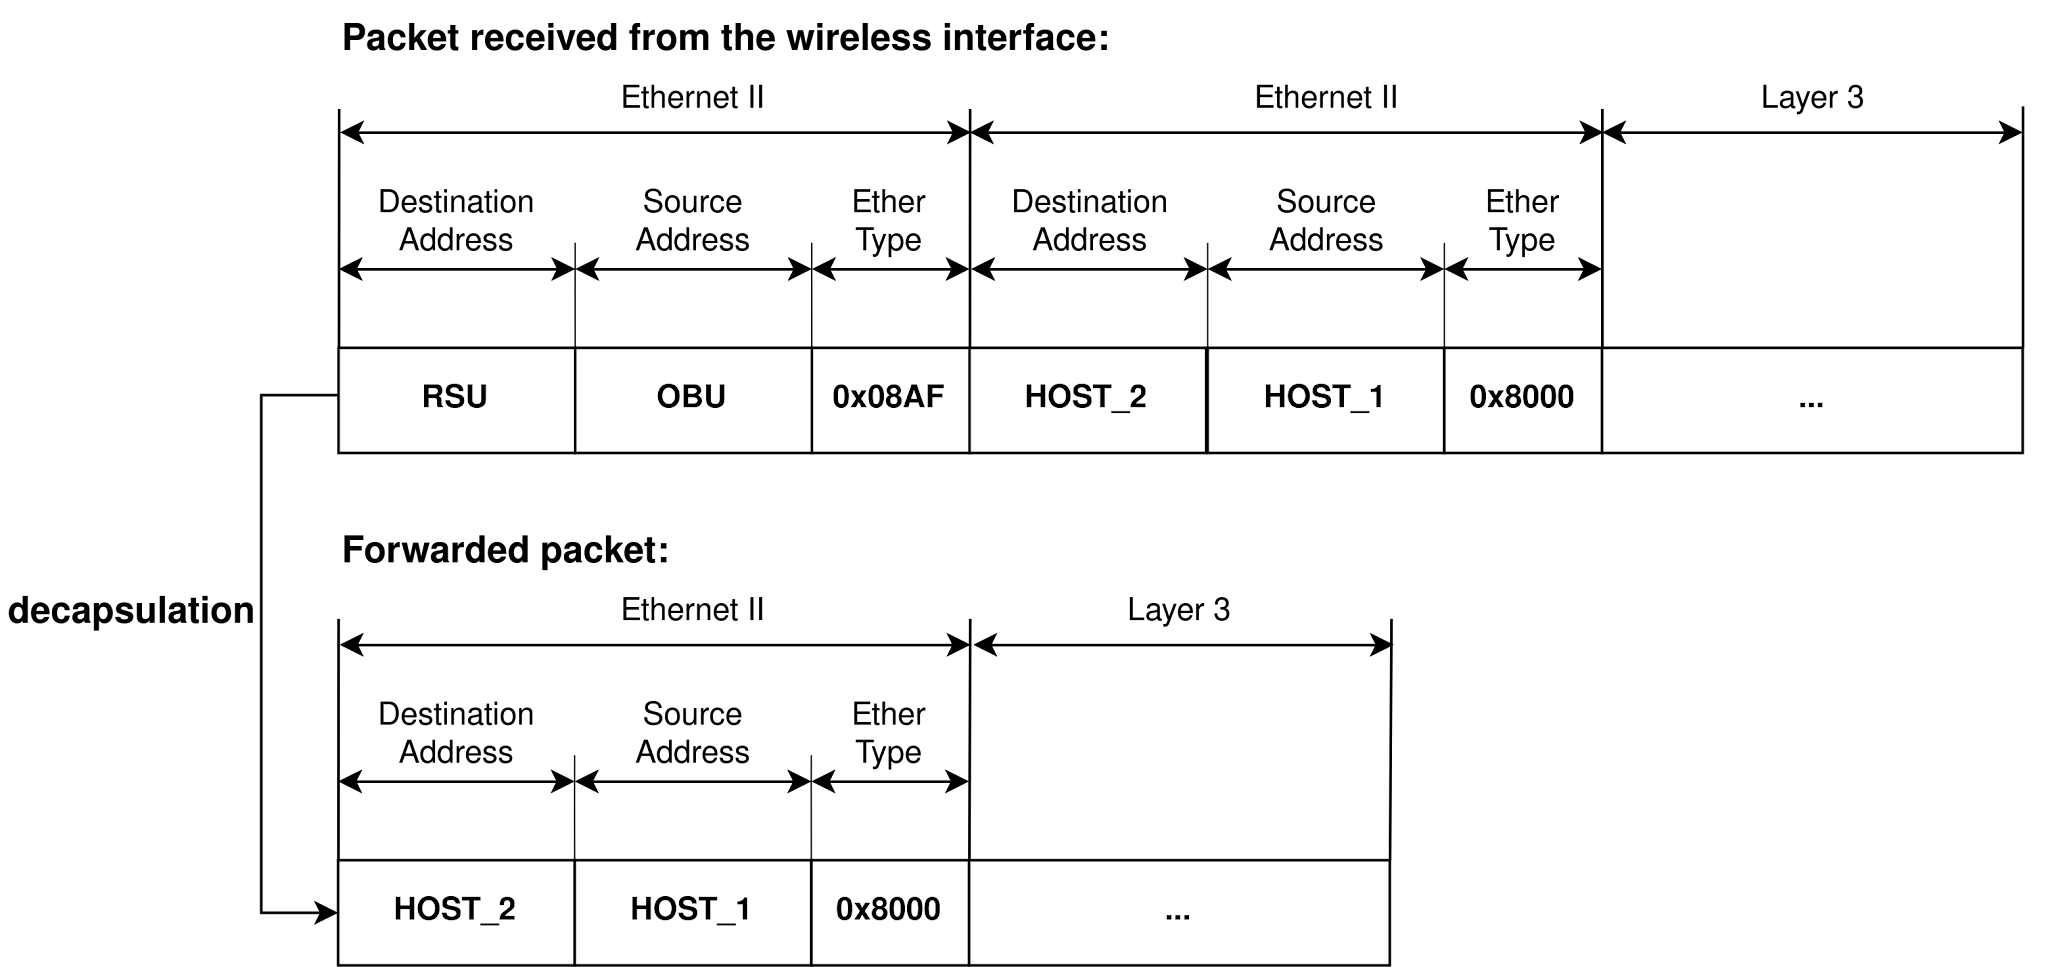 Packet received from the wireless interface:
Ethernet II
Ethernet II
Layer 3
Destination
Address
Source
Address
Ether
Type
Destination
Address
Source
Address
Ether
Type
RSU
OBU
0x08AF
HOST_2
HOST_1
0x8000
...
Forwarded packet:
decapsulation
Ethernet II
Layer 3
Destination
Address
Source
Address
Ether
Type
HOST_2
HOST_1
0x8000
...